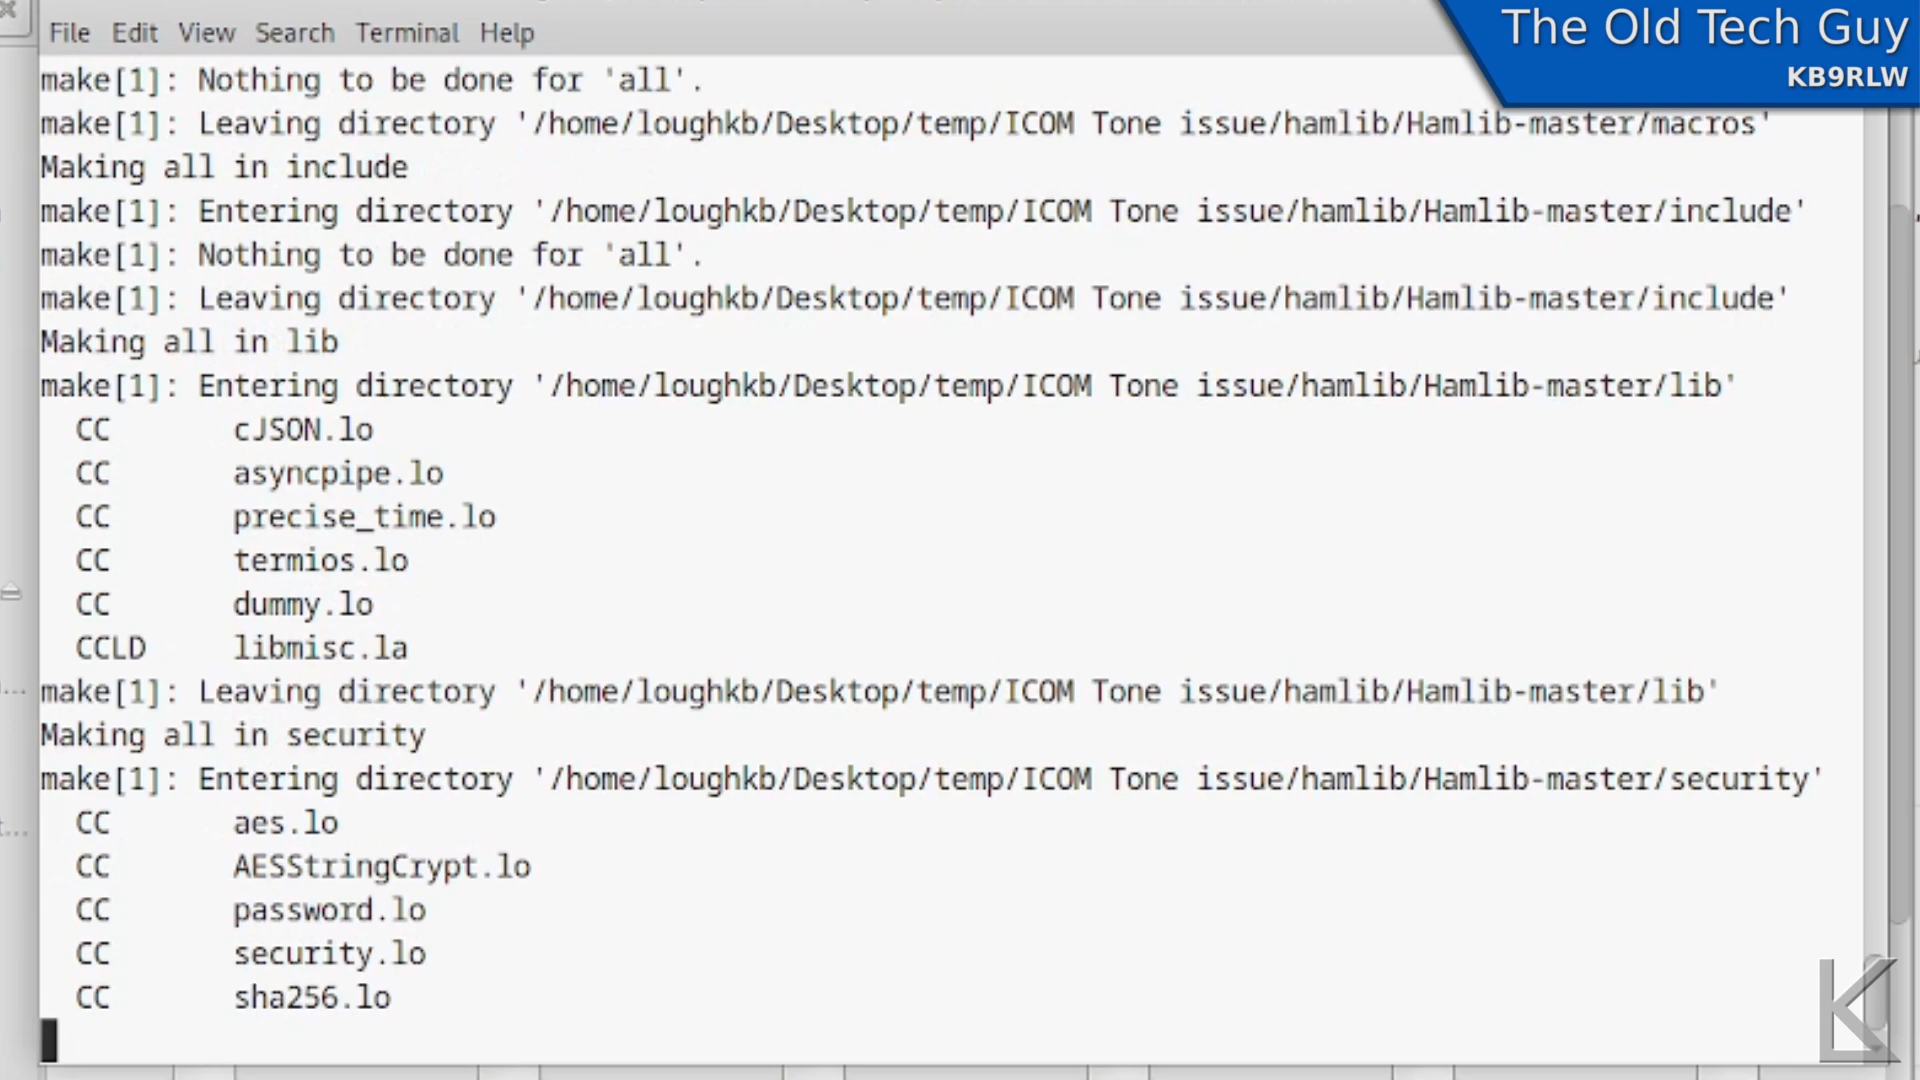 The Old Tech Guy
KB9RLW
File Edit View Search Terminal Help
make[1]: Nothing to be done for 'all'.
make[1]: Leaving directory '/home/loughkb/Desktop/temp/ICOM Tone issue/hamlib/Hamlib-master/macros'
Making all in include
make[1]: Entering directory '/home/loughkb/Desktop/temp/ICOM Tone issue/hamlib/Hamlib-master/include'
make[1]: Nothing to be done for 'all'.
make[1]: Leaving directory '/home/loughkb/Desktop/temp/ICOM Tone issue/hamlib/Hamlib-master/include'
Making all in lib
make[1]: Entering directory '/home/loughkb/Desktop/temp/ICOM Tone issue/hamlib/Hamlib-master/lib'
CC cJSON.lo
CC asyncpipe.lo
CC precise_time.lo
CC termios.lo
CC dummy.lo
CCLD libmisc.la
make[1]: Leaving directory '/home/loughkb/Desktop/temp/ICOM Tone issue/hamlib/Hamlib-master/lib'
Making all in security
make[1]: Entering directory '/home/loughkb/Desktop/temp/ICOM Tone issue/hamlib/Hamlib-master/security'
CC aes.lo
CC AESStringCrypt.lo
CC password.lo
CC security.lo
CC sha256.lo
K